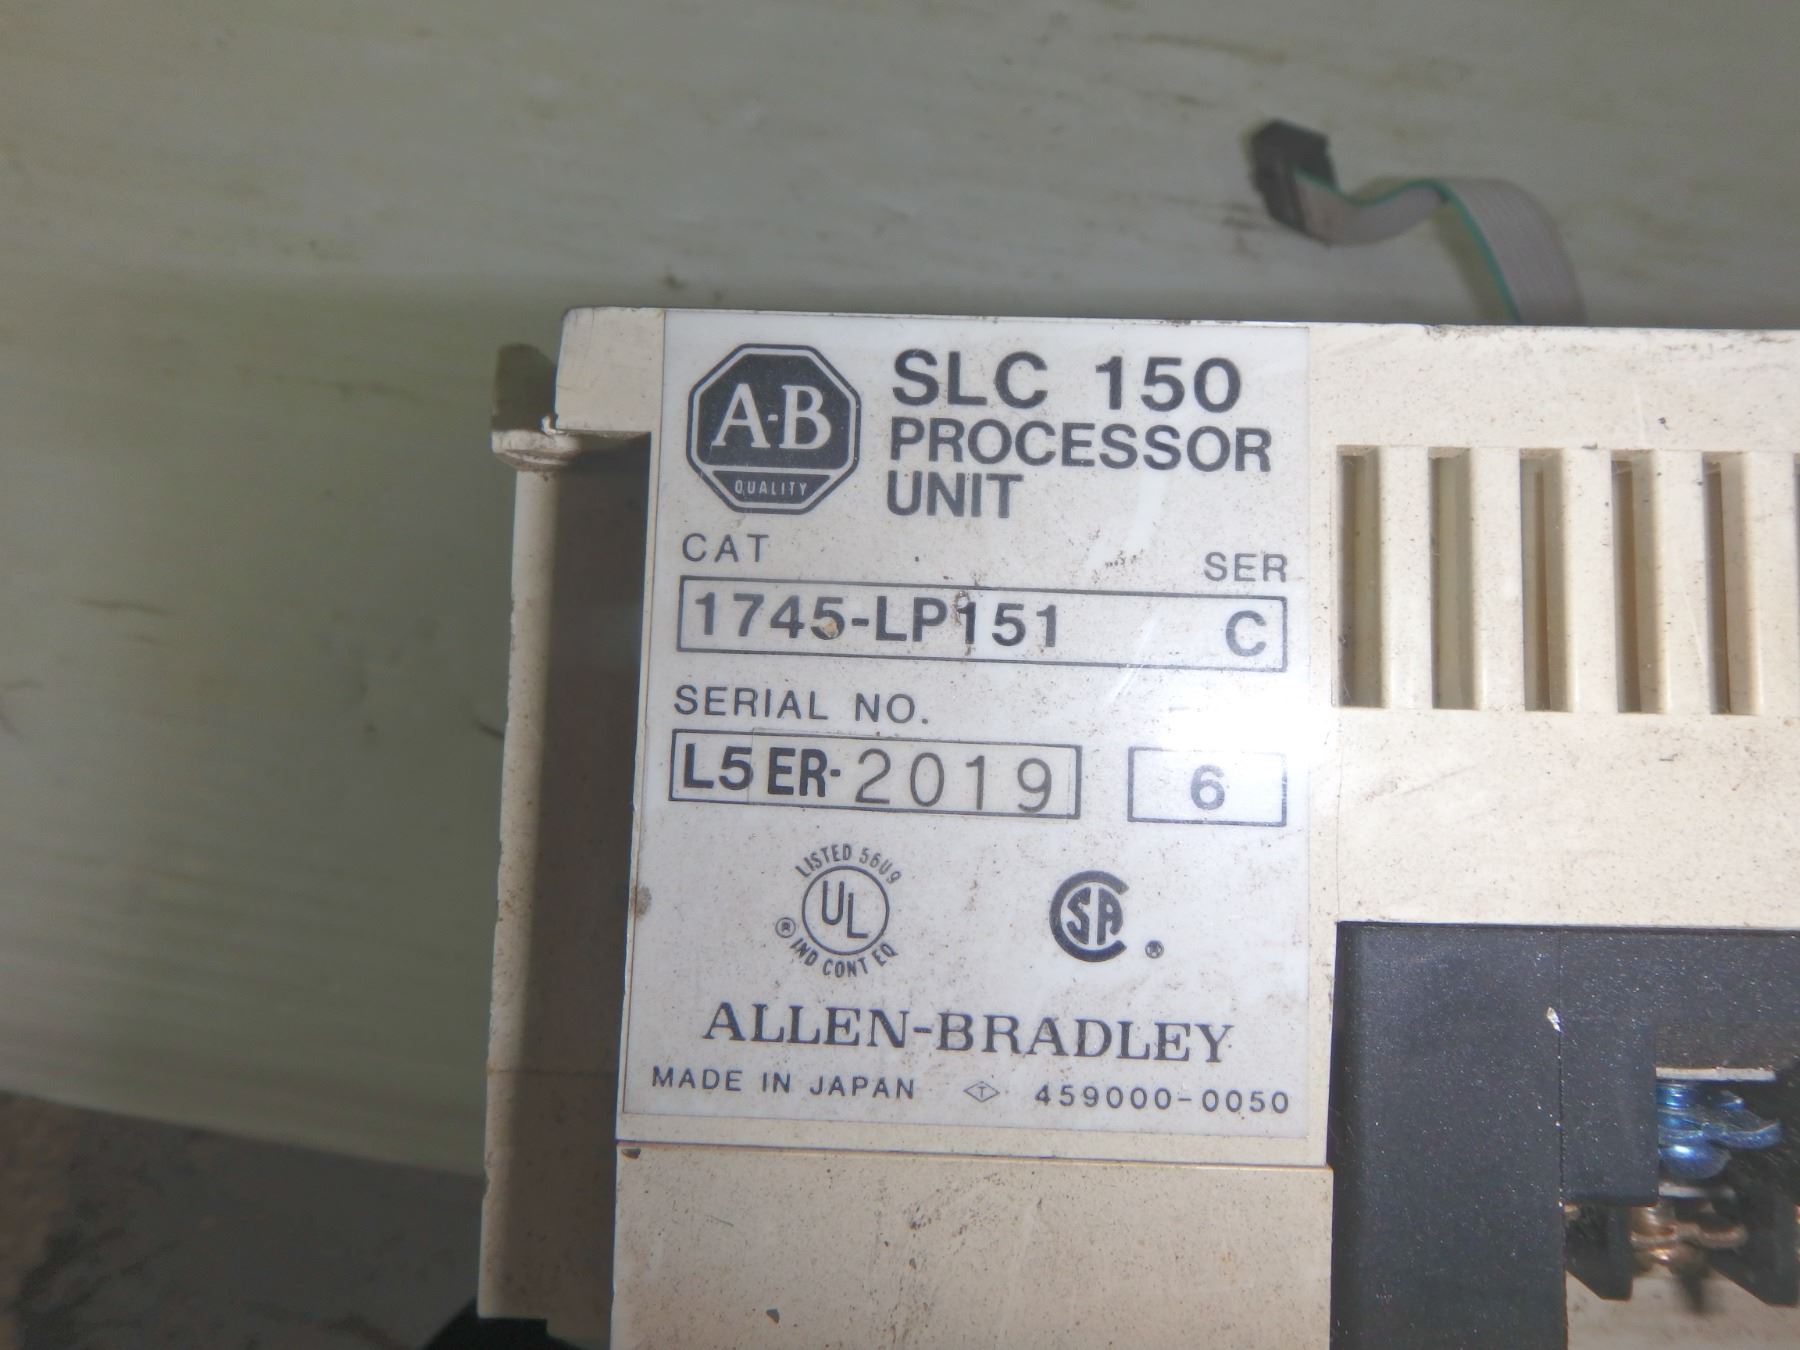 A-B
QUALITY
SLC 150
PROCESSOR
UNIT
CAT SER
1745-LP151 C
SERIAL NO.
L5ER-2019 6
LISTED 56U9
UL
® IND CONT EQ
SA ®
ALLEN-BRADLEY
MADE IN JAPAN T 459000-0050